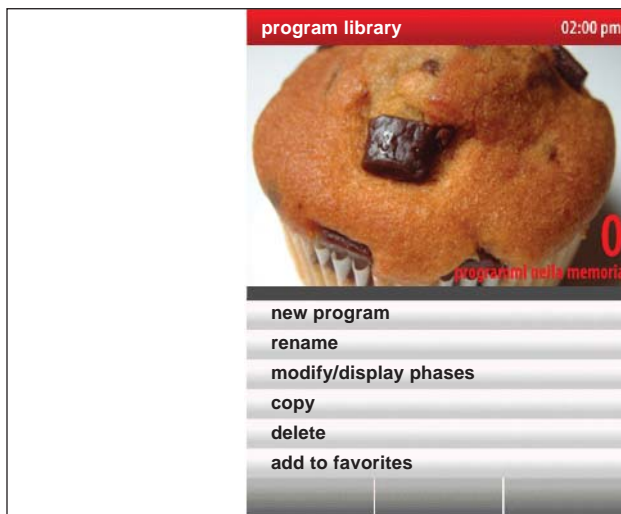 program library 02:00 pm
0
programmi nella memoria
new program
rename
modify/display phases
copy
delete
add to favorites